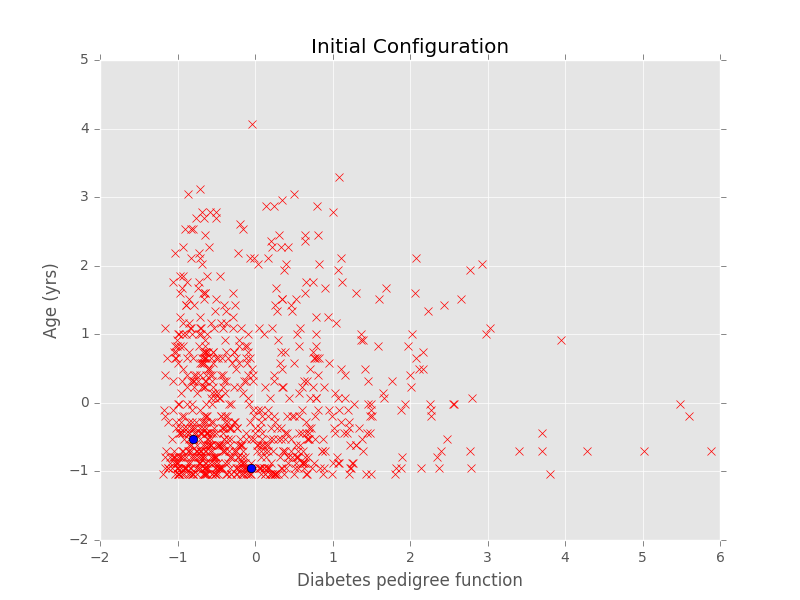 Initial Configuration
5
4
3
2
1
0
−1
−2
Age (yrs)
−2 −1 0 1 2 3 4 5 6
Diabetes pedigree function